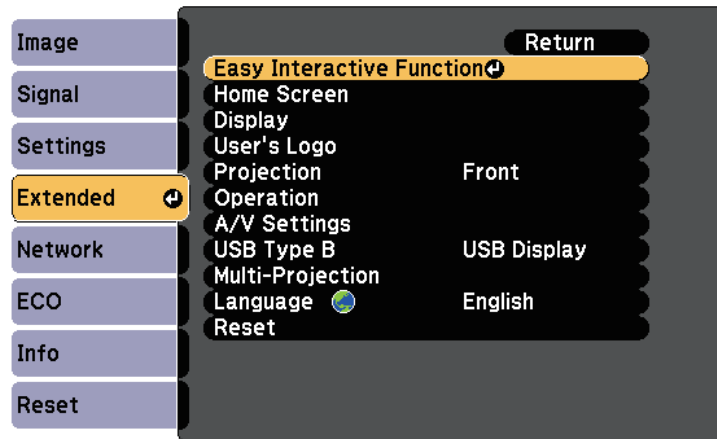 Image
Signal
Settings
Extended
Network
ECO
Info
Reset
Return
Easy Interactive Function
Home Screen
Display
User's Logo
Projection Front
Operation
A/V Settings
USB Type B USB Display
Multi-Projection
Language English
Reset